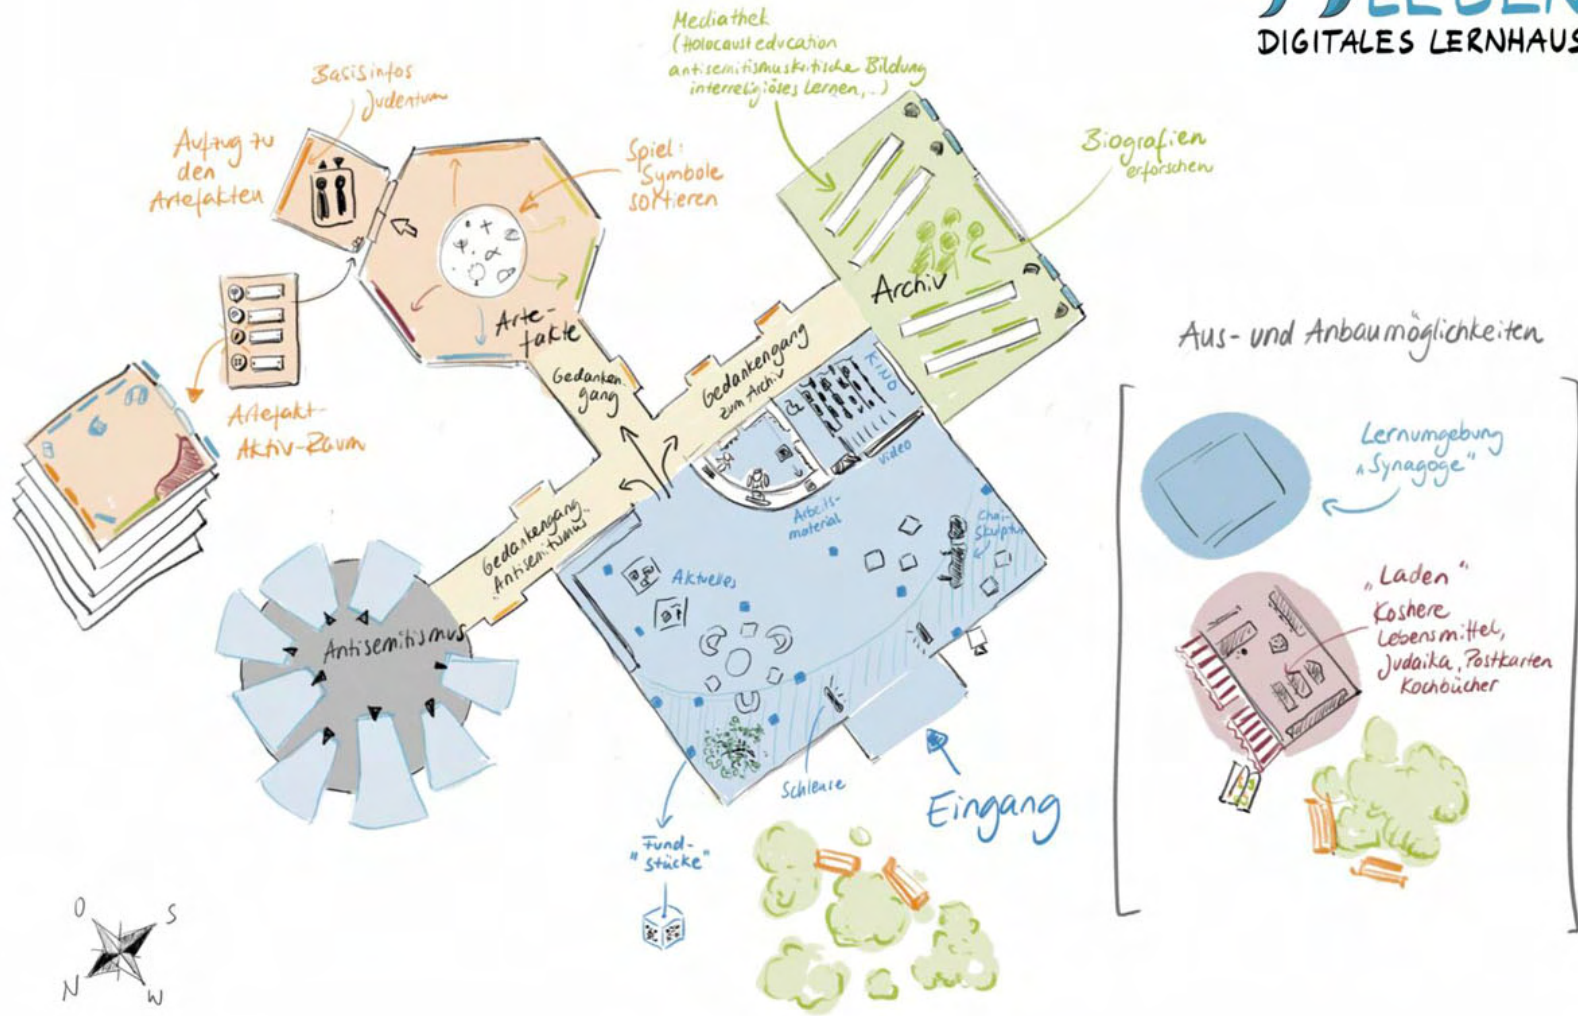 DIGITALES LERNHAUS
Mediathek
(Holocaust education
antisemitismuskritische Bildung
interreligiöses Lernen,..)
Basisinfos
Judentum
Aufzug zu
den
Artefakten
Spiel:
Symbole
sortieren
Biografien
erforschen
Archiv
Arte-
fakte
Gedanken-
gang
Gedankengang
zum Archiv
KINO
Video
Artefakt-
Aktiv-Raum
Gedankengang
Antisemitismus
Antisemitismus
Arbeits-
material
Chai-
Skulptur
Aktuelles
Schleuse
Eingang
"Fund-
stücke"
Aus- und Anbaumöglichkeiten
Lernumgebung
„Synagoge"
„Laden"
Koshere
Lebensmittel,
Judaika, Postkarten
Kochbücher
O
S
N
W